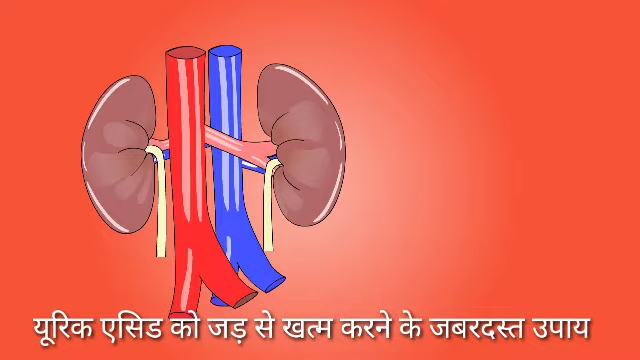 यूरिक एसिड को जड़ से खत्म करने के जबरदस्त उपाय